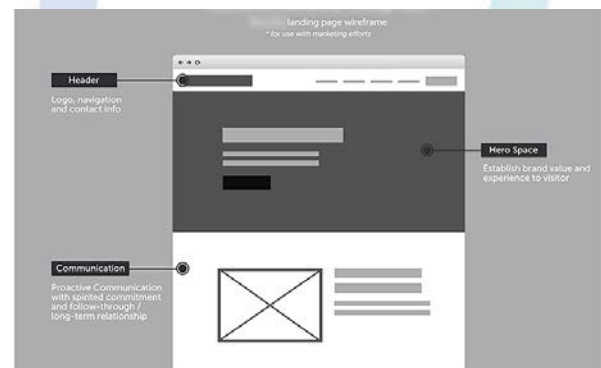 landing page wireframe
* for use with marketing efforts
Header
Logo, navigation
and contact info
Hero Space
Establish brand value and
experience to visitor
Communication
Proactive Communication
with spirited commitment
and follow-through /
long-term relationship